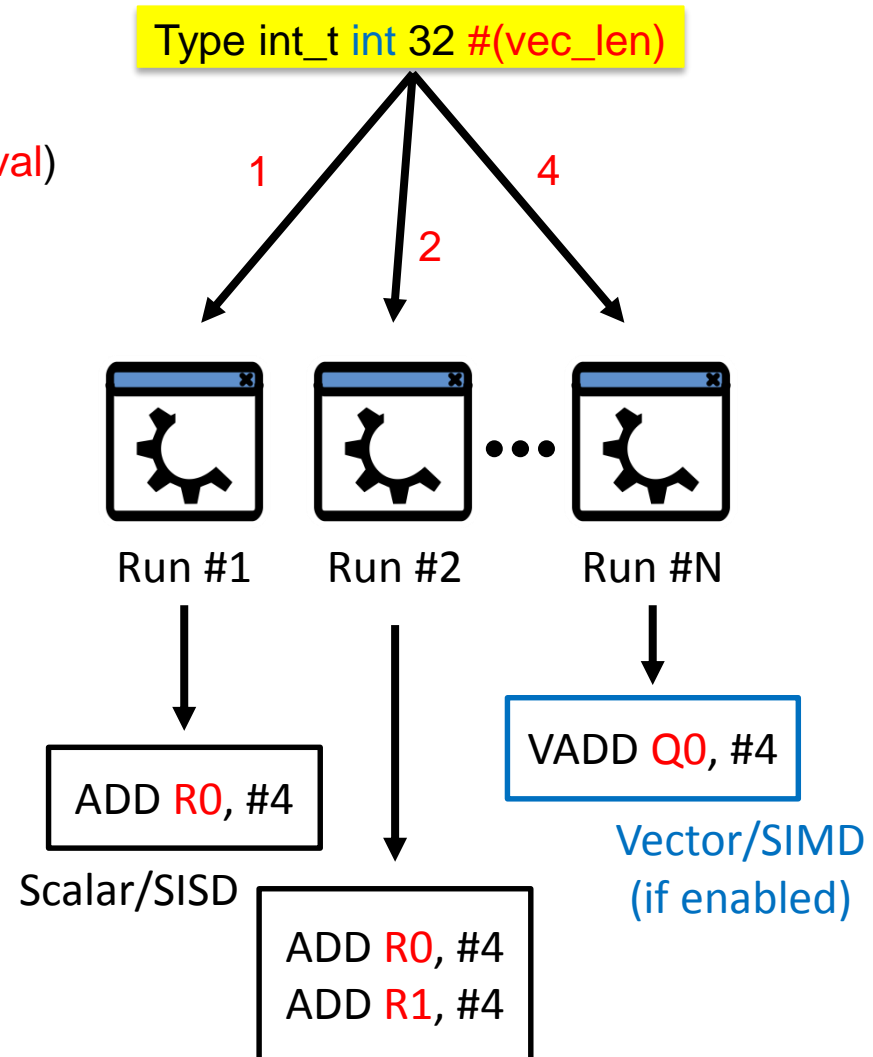 Type int_t int 32 #(vec_len)
val)
1
2
4
Run #1
Run #2
Run #N
ADD R0, #4
Scalar/SISD
ADD R0, #4
ADD R1, #4
VADD Q0, #4
Vector/SIMD
(if enabled)